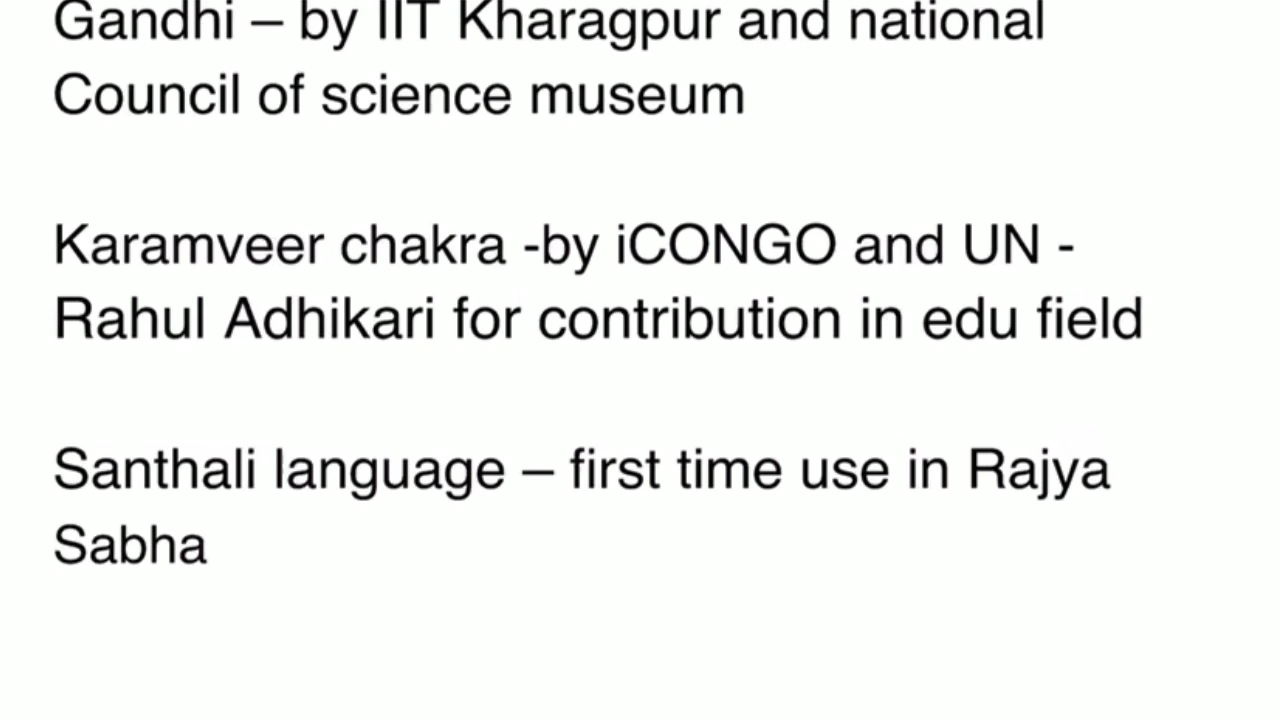 Gandhi – by IIT Kharagpur and national
Council of science museum
Karamveer chakra -by iCONGO and UN -
Rahul Adhikari for contribution in edu field
Santhali language – first time use in Rajya
Sabha